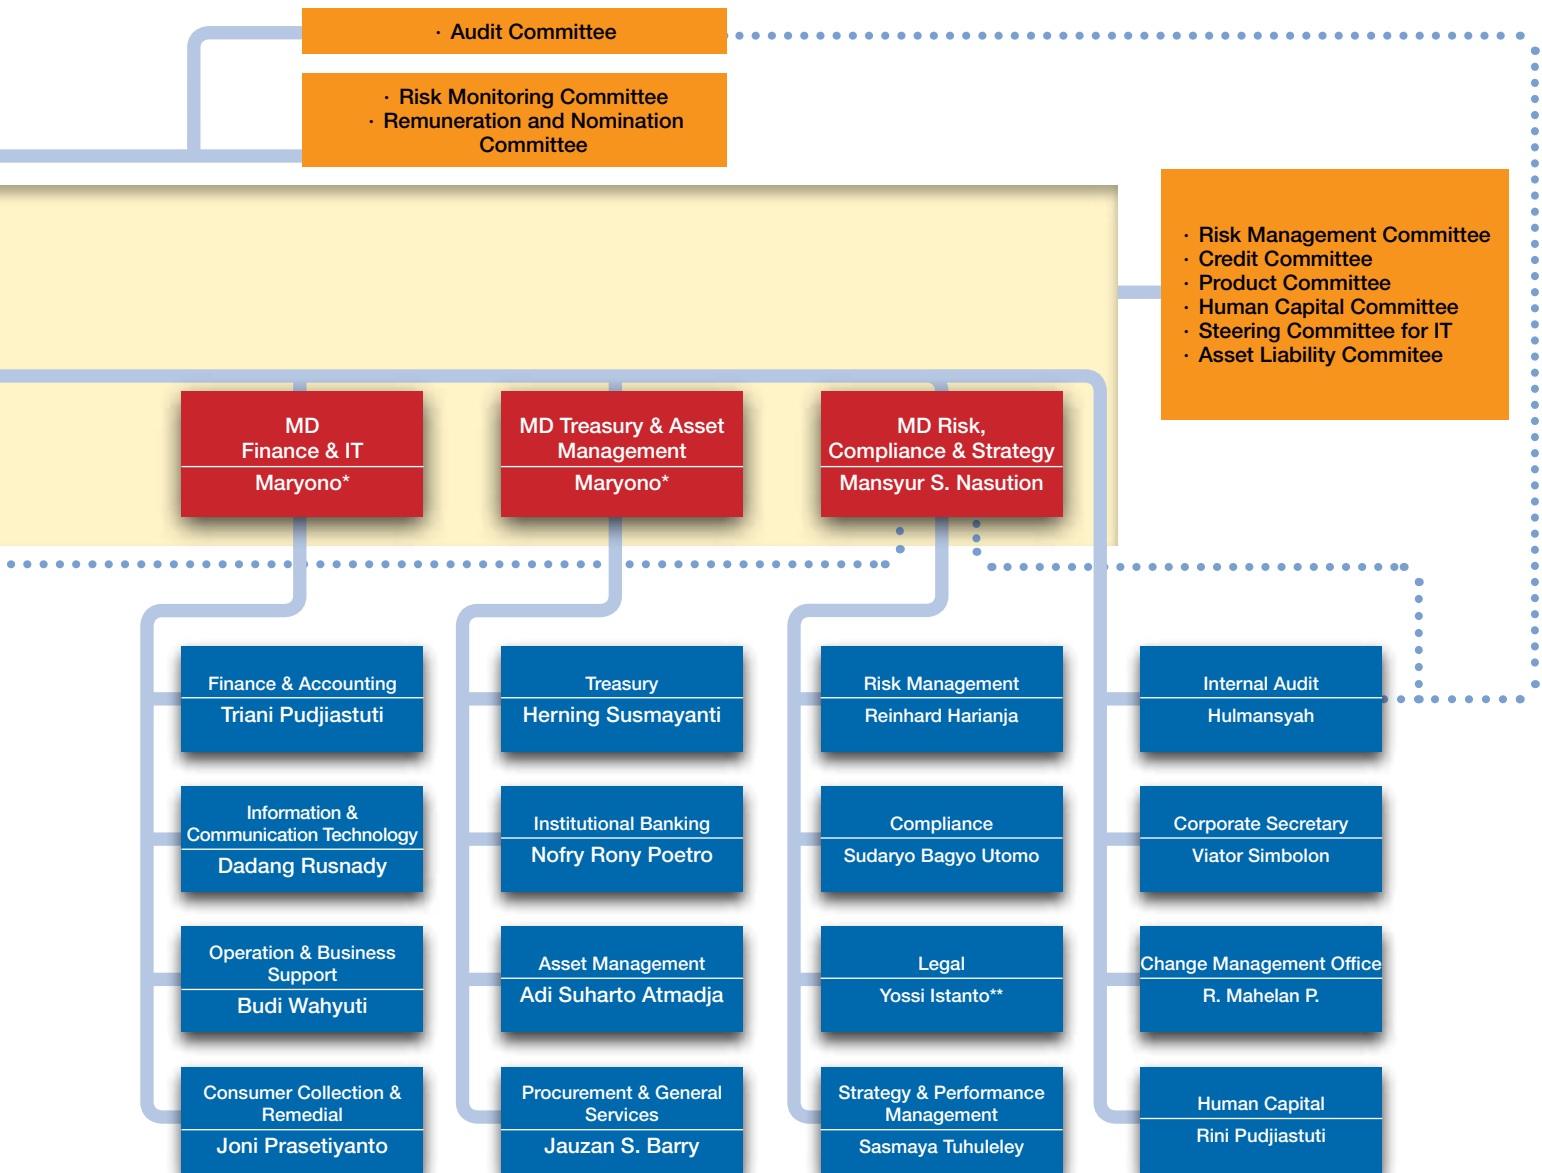 · Audit Committee
· Risk Monitoring Committee
· Remuneration and Nomination
Committee
· Risk Management Committee
· Credit Committee
· Product Committee
· Human Capital Committee
· Steering Committee for IT
· Asset Liability Commitee
MD
Finance & IT
Maryono*
MD Treasury & Asset
Management
Maryono*
MD Risk,
Compliance & Strategy
Mansyur S. Nasution
Finance & Accounting
Triani Pudjiastuti
Information &
Communication Technology
Dadang Rusnady
Operation & Business
Support
Budi Wahyuti
Consumer Collection &
Remedial
Joni Prasetiyanto
Treasury
Herning Susmayanti
Institutional Banking
Nofry Rony Poetro
Asset Management
Adi Suharto Atmadja
Procurement & General
Services
Jauzan S. Barry
Risk Management
Reinhard Harianja
Compliance
Sudaryo Bagyo Utomo
Legal
Yossi Istanto**
Strategy & Performance
Management
Sasmaya Tuhuleley
Internal Audit
Hulmansyah
Corporate Secretary
Viator Simbolon
Change Management Office
R. Mahelan P.
Human Capital
Rini Pudjiastuti